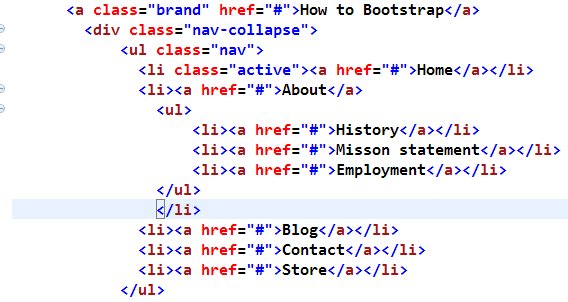 <a class="brand" href="#">How to Bootstrap</a>
<div class="nav-collapse">
<ul class="nav">
<li class="active"><a href="#">Home</a></li>
<li><a href="#">About</a>
<ul>
<li><a href="#">History</a></li>
<li><a href="#">Misson statement</a></li>
<li><a href="#">Employment</a></li>
</ul>
</li>
<li><a href="#">Blog</a></li>
<li><a href="#">Contact</a></li>
<li><a href="#">Store</a></li>
</ul>